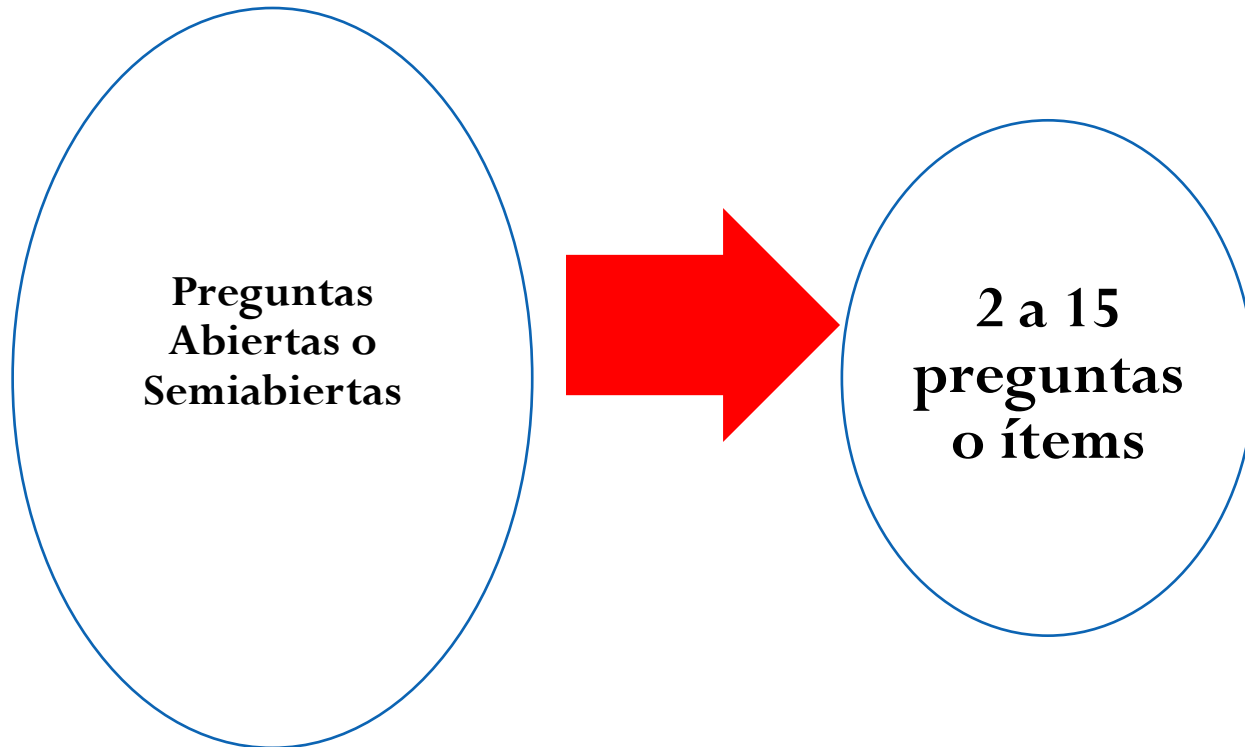 Preguntas
Abiertas o
Semiabiertas
2 a 15
preguntas
o ítems